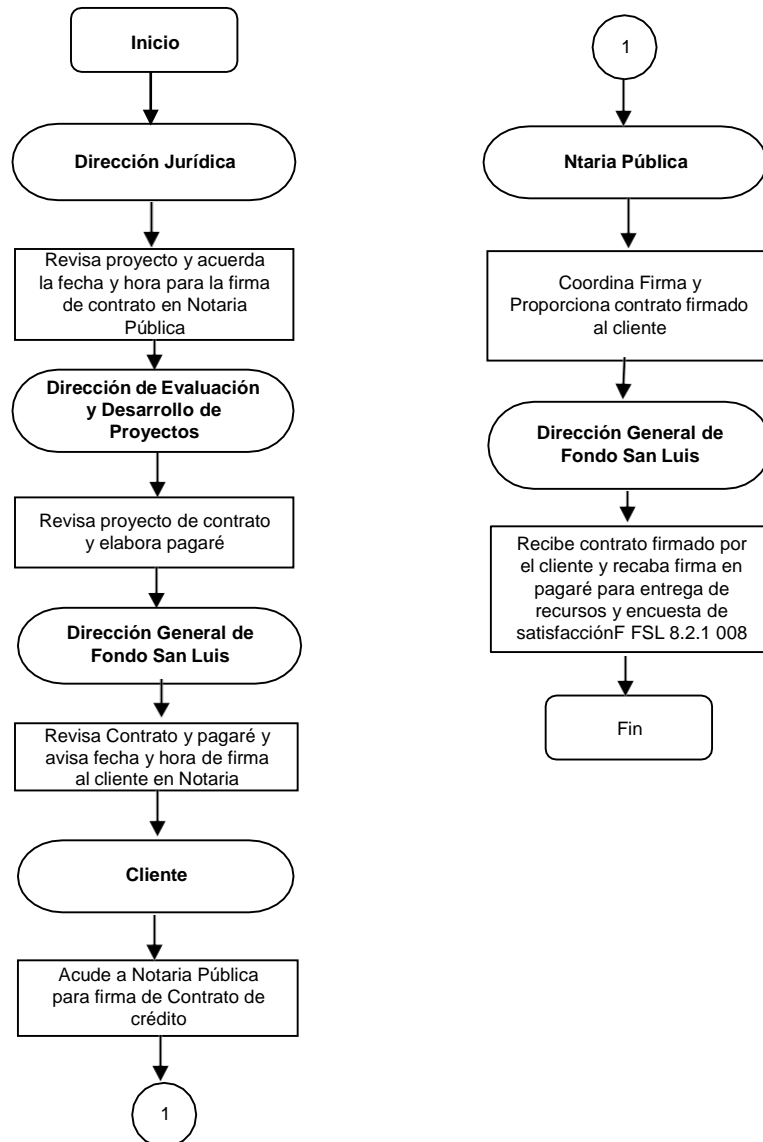 Inicio
Dirección Jurídica
Revisa proyecto y acuerda
la fecha y hora para la firma
de contrato en Notaria
Pública
Dirección de Evaluación
y Desarrollo de
Proyectos
Revisa proyecto de contrato
y elabora pagaré
Dirección General de
Fondo San Luis
Revisa Contrato y pagaré y
avisa fecha y hora de firma
al cliente en Notaria
Cliente
Acude a Notaria Pública
para firma de Contrato de
crédito
1
1
Ntaria Pública
Coordina Firma y
Proporciona contrato firmado
al cliente
Dirección General de
Fondo San Luis
Recibe contrato firmado por
el cliente y recaba firma en
pagaré para entrega de
recursos y encuesta de
satisfacciónF FSL 8.2.1 008
Fin